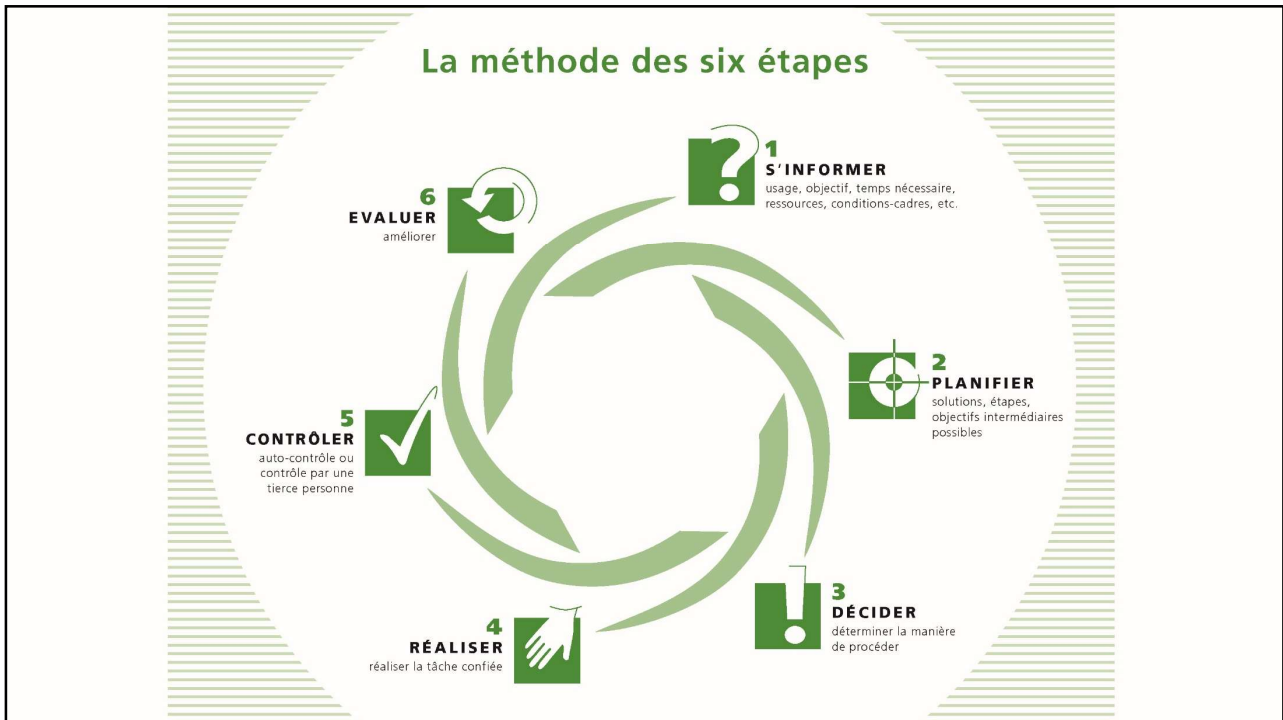 La méthode des six étapes
1
S'INFORMER
usage, objectif, temps nécessaire,
ressources, conditions-cadres, etc.
2
PLANIFIER
solutions, étapes,
objectifs intermédiaires
possibles
3
DÉCIDER
déterminer la manière
de procéder
4
RÉALISER
réaliser la tâche confiée
5
CONTRÔLER
auto-contrôle ou
contrôle par une
tierce personne
6
EVALUER
améliorer